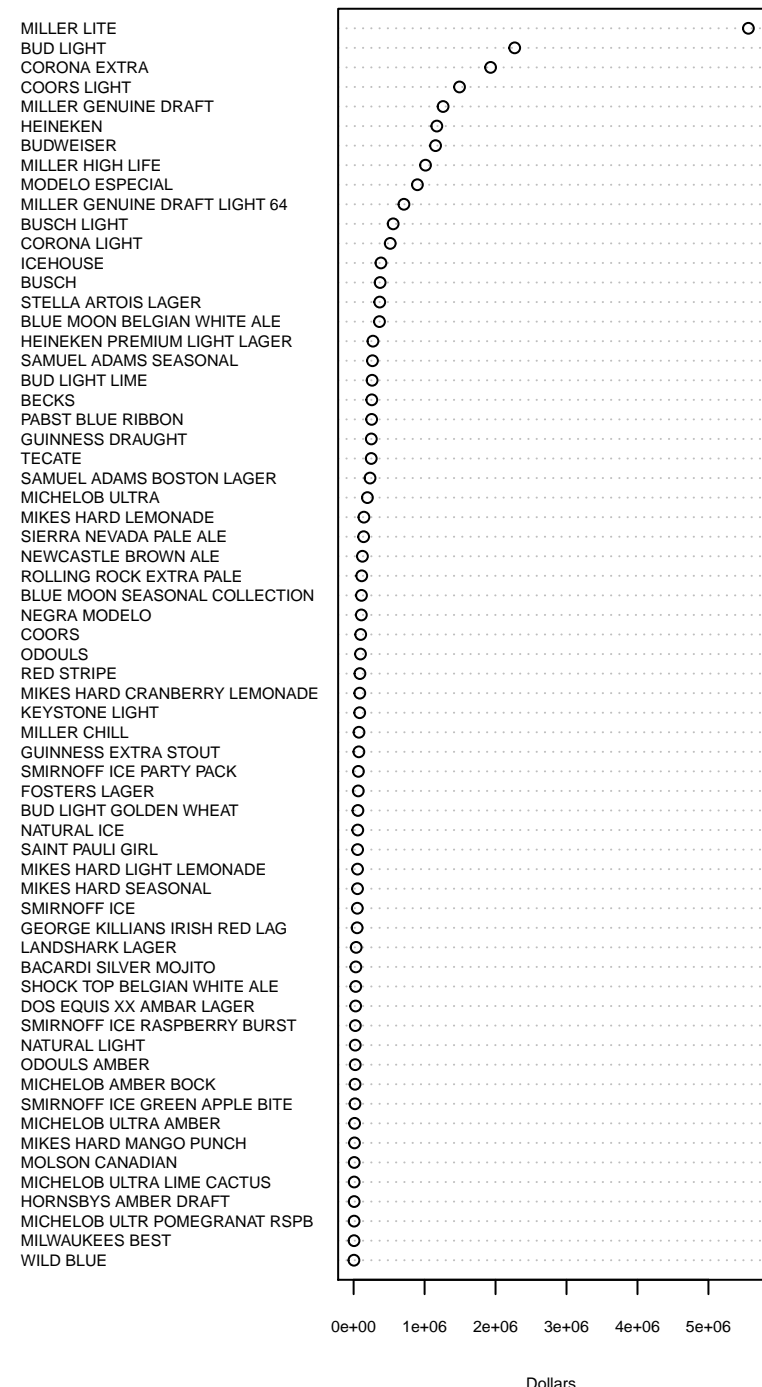 MILLER LITE
BUD LIGHT
CORONA EXTRA
COORS LIGHT
MILLER GENUINE DRAFT
HEINEKEN
BUDWEISER
MILLER HIGH LIFE
MODELO ESPECIAL
MILLER GENUINE DRAFT LIGHT 64
BUSCH LIGHT
CORONA LIGHT
ICEHOUSE
BUSCH
STELLA ARTOIS LAGER
BLUE MOON BELGIAN WHITE ALE
HEINEKEN PREMIUM LIGHT LAGER
SAMUEL ADAMS SEASONAL
BUD LIGHT LIME
BECKS
PABST BLUE RIBBON
GUINNESS DRAUGHT
TECATE
SAMUEL ADAMS BOSTON LAGER
MICHELOB ULTRA
MIKES HARD LEMONADE
SIERRA NEVADA PALE ALE
NEWCASTLE BROWN ALE
ROLLING ROCK EXTRA PALE
BLUE MOON SEASONAL COLLECTION
NEGRA MODELO
COORS
ODOULS
RED STRIPE
MIKES HARD CRANBERRY LEMONADE
KEYSTONE LIGHT
MILLER CHILL
GUINNESS EXTRA STOUT
SMIRNOFF ICE PARTY PACK
FOSTERS LAGER
BUD LIGHT GOLDEN WHEAT
NATURAL ICE
SAINT PAULI GIRL
MIKES HARD LIGHT LEMONADE
MIKES HARD SEASONAL
SMIRNOFF ICE
GEORGE KILLIANS IRISH RED LAG
LANDSHARK LAGER
BACARDI SILVER MOJITO
SHOCK TOP BELGIAN WHITE ALE
DOS EQUIS XX AMBAR LAGER
SMIRNOFF ICE RASPBERRY BURST
NATURAL LIGHT
ODOULS AMBER
MICHELOB AMBER BOCK
SMIRNOFF ICE GREEN APPLE BITE
MICHELOB ULTRA AMBER
MIKES HARD MANGO PUNCH
MOLSON CANADIAN
MICHELOB ULTRA LIME CACTUS
HORNSBYS AMBER DRAFT
MICHELOB ULTR POMEGRANAT RSPB
MILWAUKEES BEST
WILD BLUE
0e+00 1e+06 2e+06 3e+06 4e+06 5e+06
Dollars